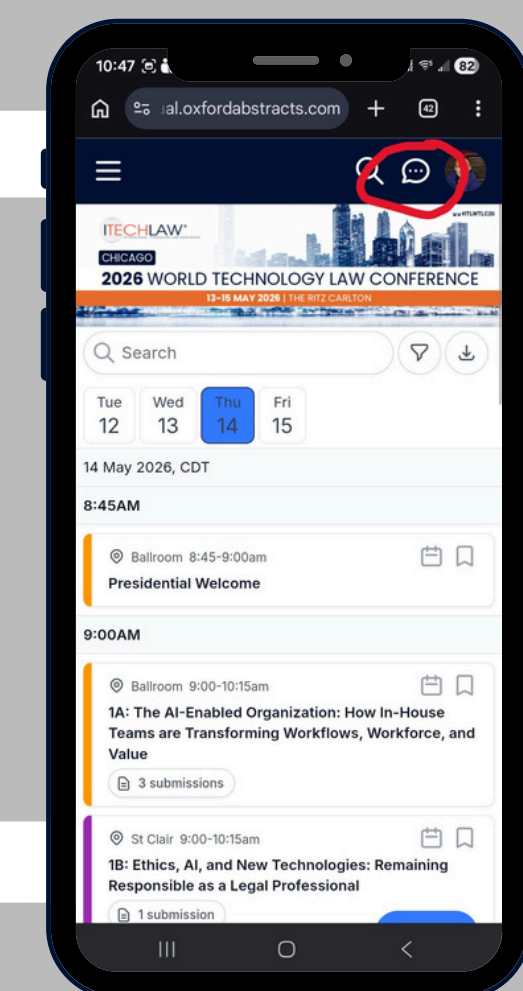 10:47
82
al.oxfordabstracts.com
42
ITECHLAW
CHICAGO
2026 WORLD TECHNOLOGY LAW CONFERENCE
13-15 MAY 2026 | THE RITZ CARLTON
Search
Tue Wed Thu Fri
12 13 14 15
14 May 2026, CDT
8:45AM
Ballroom 8:45-9:00am
Presidential Welcome
9:00AM
Ballroom 9:00-10:15am
1A: The AI-Enabled Organization: How In-House
Teams are Transforming Workflows, Workforce, and
Value
3 submissions
St Clair 9:00-10:15am
1B: Ethics, AI, and New Technologies: Remaining
Responsible as a Legal Professional
1 submission